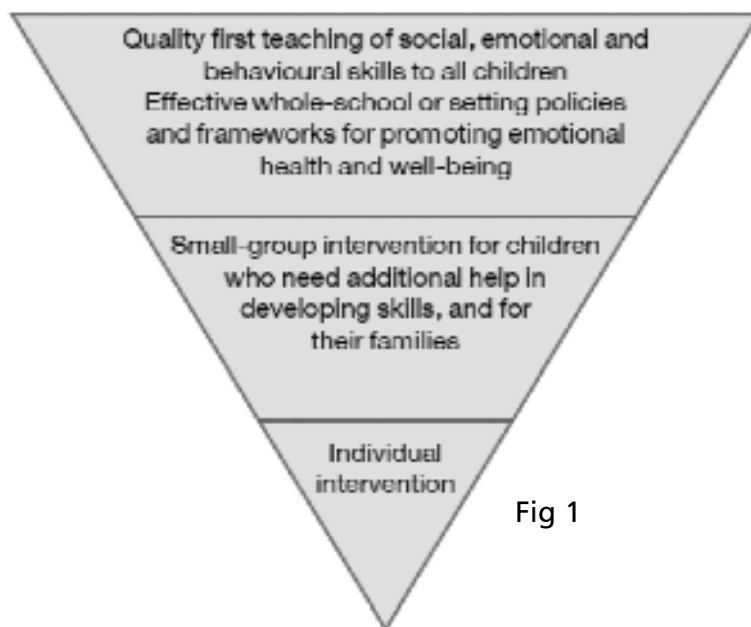 Quality first teaching of social, emotional and
behavioural skills to all children
Effective whole-school or setting policies
and frameworks for promoting emotional
health and well-being
Small-group intervention for children
who need additional help in
developing skills, and for
their families
Individual
intervention
Fig 1